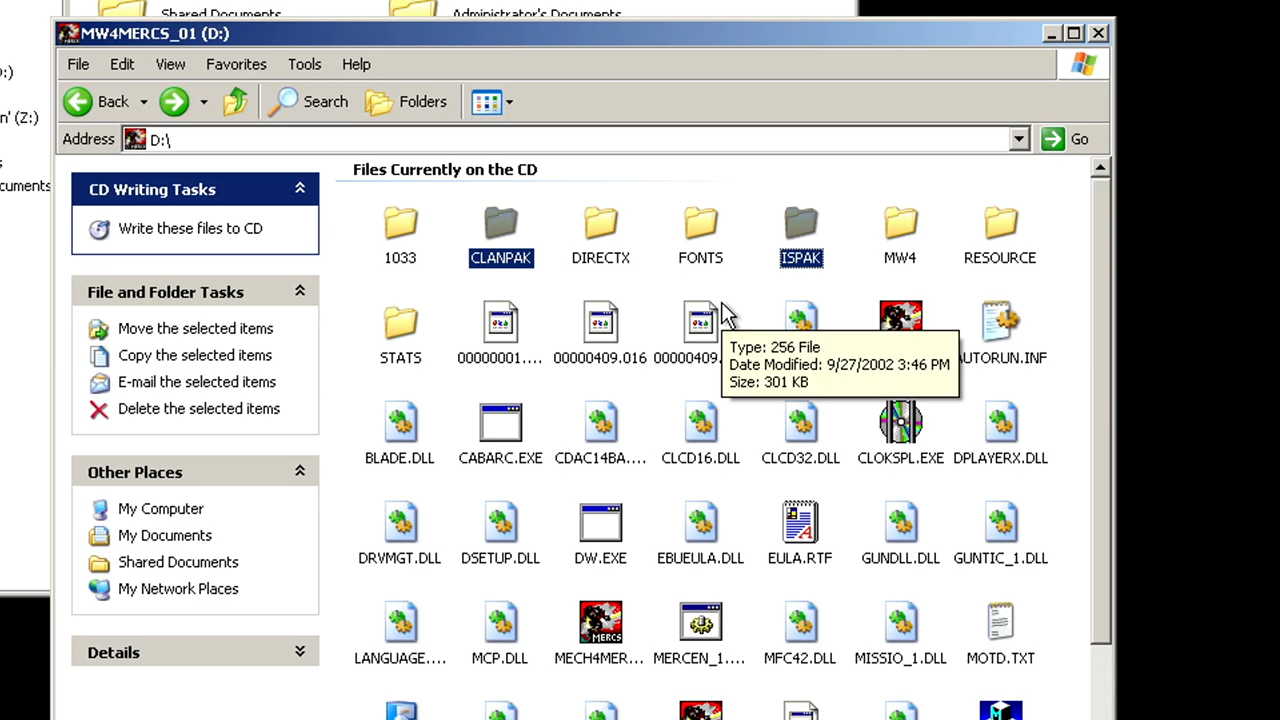 Shared Documents
Administrator's Documents
MW4MERCS_01 (D:)
File Edit View Favorites Tools Help
Back Search Folders
Address D:\ Go
:)
n' (Z:)
s
cuments
Files Currently on the CD
CD Writing Tasks
Write these files to CD
File and Folder Tasks
Move the selected items
Copy the selected items
E-mail the selected items
Delete the selected items
Other Places
My Computer
My Documents
Shared Documents
My Network Places
Details
1033 CLANPAK DIRECTX FONTS ISPAK MW4 RESOURCE
STATS 00000001.... 00000409.016 00000409. AUTORUN.INF
Type: 256 File
Date Modified: 9/27/2002 3:46 PM
Size: 301 KB
BLADE.DLL CABARC.EXE CDAC14BA.... CLCD16.DLL CLCD32.DLL CLOKSPL.EXE DPLAYERX.DLL
DRVMGT.DLL DSETUP.DLL DW.EXE EBUEULA.DLL EULA.RTF GUNDLL.DLL GUNTIC_1.DLL
MERCS
LANGUAGE.... MCP.DLL MECH4MER... MERCEN_1.... MFC42.DLL MISSIO_1.DLL MOTD.TXT